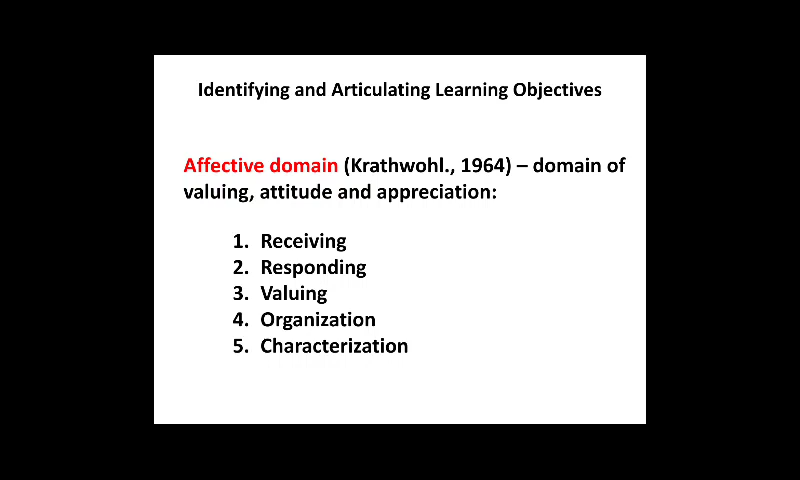 Identifying and Articulating Learning Objectives
Affective domain (Krathwohl., 1964) – domain of
valuing, attitude and appreciation:
1. Receiving
2. Responding
3. Valuing
4. Organization
5. Characterization